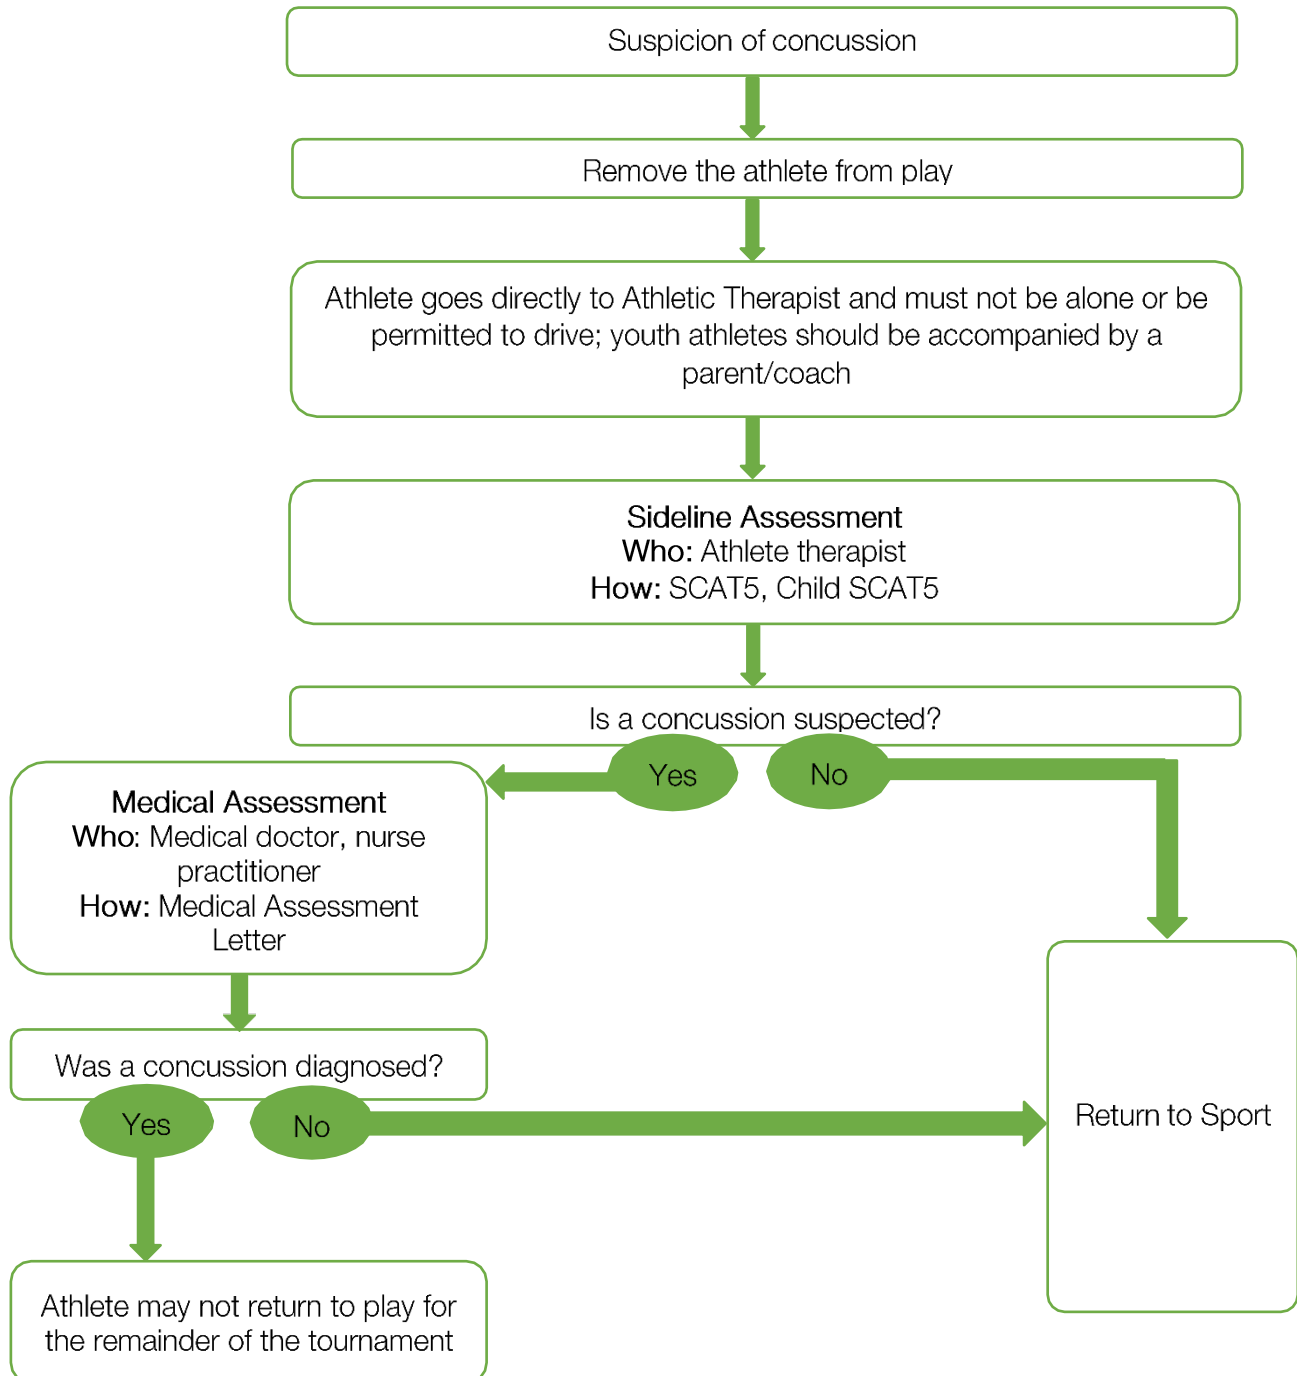 Suspicion of concussion
Remove the athlete from play
Athlete goes directly to Athletic Therapist and must not be alone or be
permitted to drive; youth athletes should be accompanied by a
parent/coach
Sideline Assessment
Who: Athlete therapist
How: SCAT5, Child SCAT5
Is a concussion suspected?
Yes
No
Medical Assessment
Who: Medical doctor, nurse
practitioner
How: Medical Assessment
Letter
Was a concussion diagnosed?
Yes
No
Return to Sport
Athlete may not return to play for
the remainder of the tournament